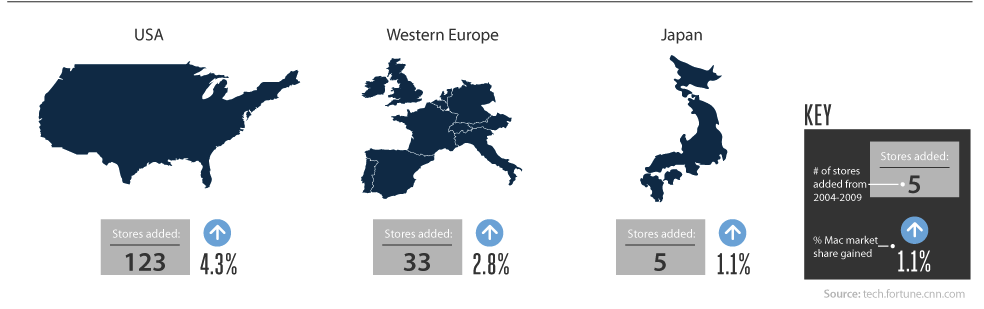 USA
Western Europe
Japan
Stores added:
123
4.3%
Stores added:
33
2.8%
Stores added:
5
1.1%
KEY
# of stores
added from
2004-2009
Stores added:
5
% Mac market
share gained
1.1%
Source: tech.fortune.cnn.com